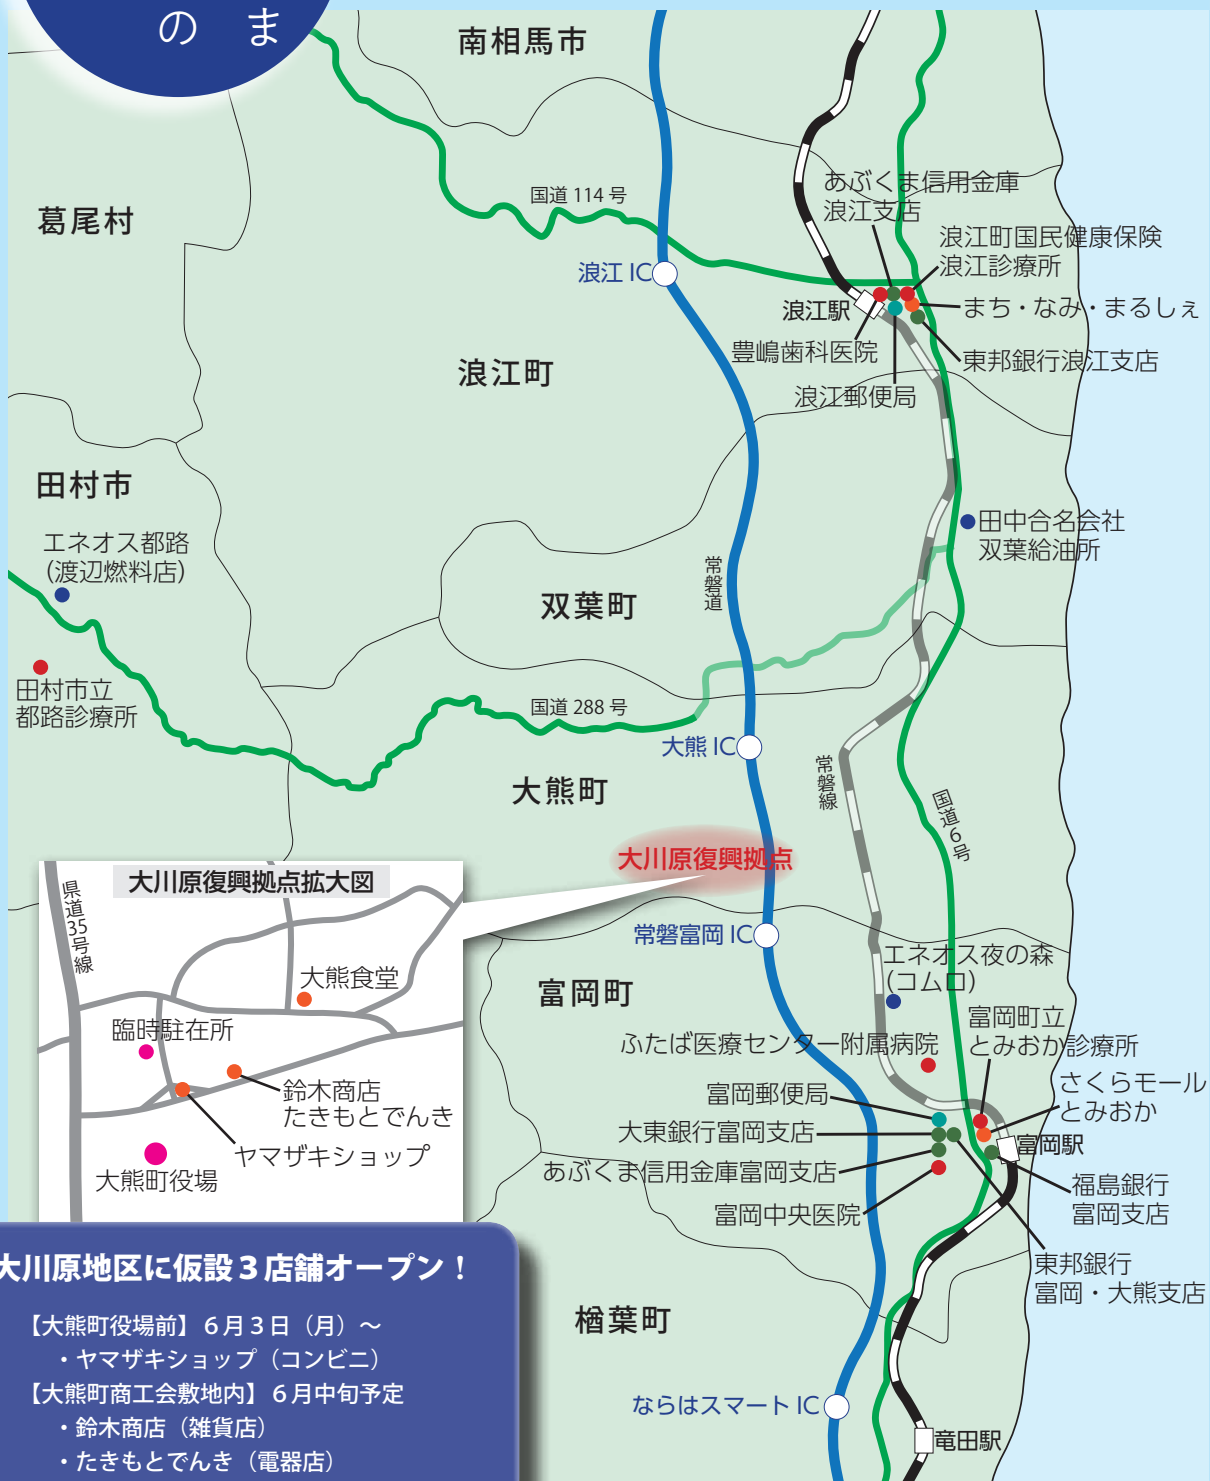 のま
南相馬市
国道 114 号
葛尾村
あぶくま信用金庫
浪江支店
浪江町国民健康保険
浪江診療所
浪江 IC
浪江駅
まち・なみ・まるしぇ
豊嶋歯科医院
東邦銀行浪江支店
浪江町
浪江郵便局
田村市
エネオス都路
（渡辺燃料店）
田中合名会社
双葉給油所
常磐道
双葉町
田村市立
都路診療所
国道 288 号
大熊 IC
常磐線
大熊町
国道6号
大川原復興拠点
大川原復興拠点拡大図
県道35号線
大熊食堂
臨時駐在所
鈴木商店
たきもとでんき
ヤマザキショップ
大熊町役場
常磐富岡 IC
エネオス夜の森
（コムロ）
富岡町
富岡町立
とみおか診療所
ふたば医療センター附属病院
さくらモール
とみおか
富岡郵便局
大東銀行富岡支店
富岡駅
あぶくま信用金庫富岡支店
福島銀行
富岡支店
富岡中央医院
東邦銀行
富岡・大熊支店
楢葉町
ならはスマート IC
竜田駅
大川原地区に仮設３店舗オープン！
【大熊町役場前】６月３日（月）～
・ヤマザキショップ（コンビニ）
【大熊町商工会敷地内】６月中旬予定
・鈴木商店（雑貨店）
・たきもとでんき（電器店）